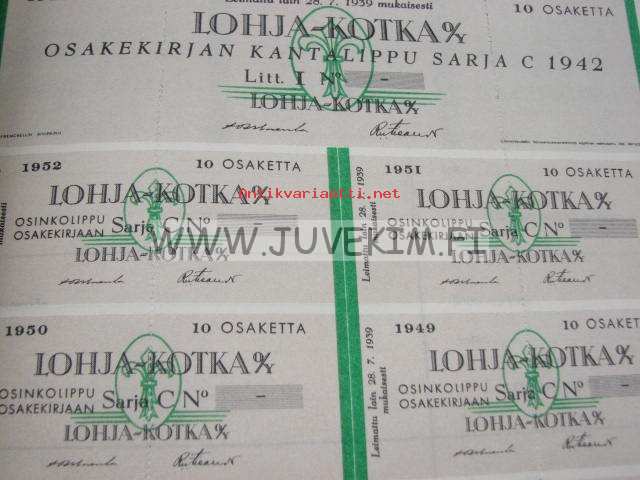 Leimattu lain 28. 7. 1939 mukaisesti
10 OSAKETTA
LOHJA-KOTKA O/Y
OSAKEKIRJAN KANTALIPPU SARJA C 1942
Litt. I Nº -
LOHJA-KOTKA O/Y
1952 10 OSAKETTA
LOHJA-KOTKA O/Y
OSINKOLIPPU
OSAKEKIRJAAN Sarja C Nº
LOHJA-KOTKA O/Y
Leimattu lain 28. 7. 1939
mukaisesti
1951 10 OSAKETTA
LOHJA-KOTKA O/Y
OSINKOLIPPU
OSAKEKIRJAAN Sarja C Nº -
LOHJA-KOTKA O/Y
Antikvariaatti.net
WWW.JUVEKIM.FI
1950 10 OSAKETTA
LOHJA-KOTKA O/Y
OSINKOLIPPU
OSAKEKIRJAAN Sarja C Nº -
LOHJA-KOTKA O/Y
Leimattu lain 28. 7. 1939
mukaisesti
1949 10 OSAKETTA
LOHJA-KOTKA O/Y
OSINKOLIPPU
OSAKEKIRJAAN Sarja C Nº -
LOHJA-KOTKA O/Y